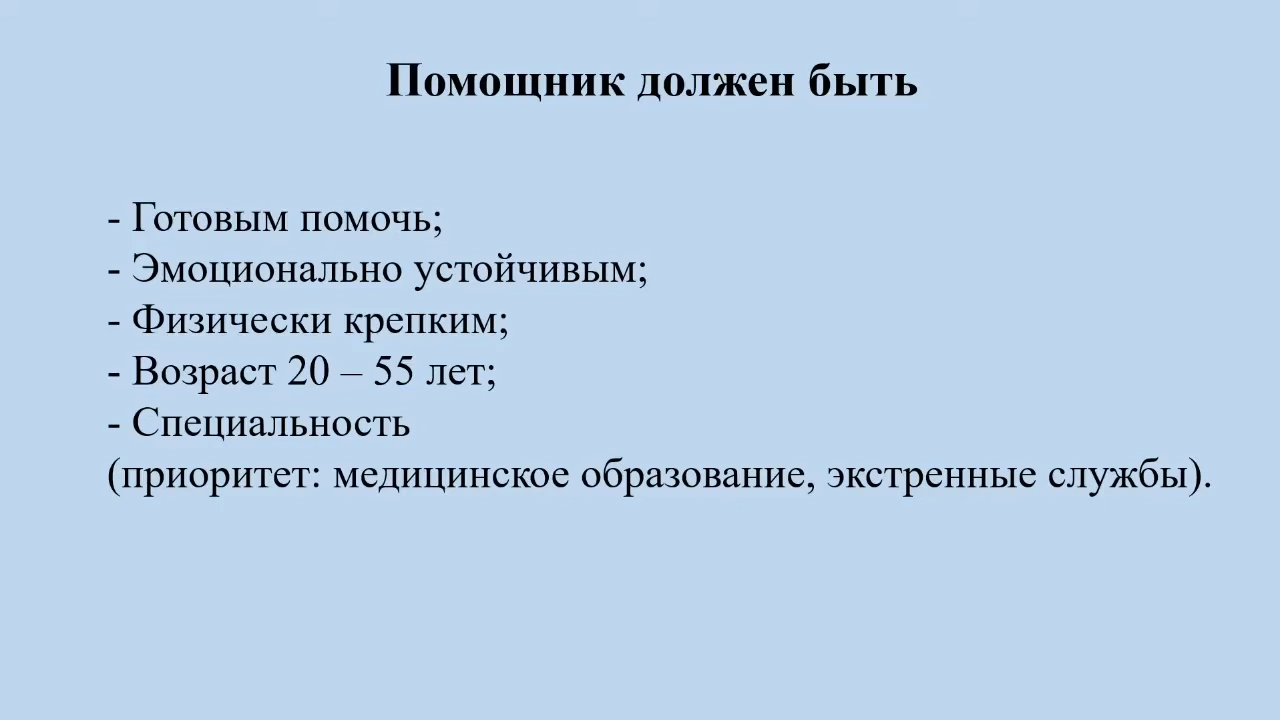 Помощник должен быть
- Готовым помочь;
- Эмоционально устойчивым;
- Физически крепким;
- Возраст 20 – 55 лет;
- Специальность
(приоритет: медицинское образование, экстренные службы).